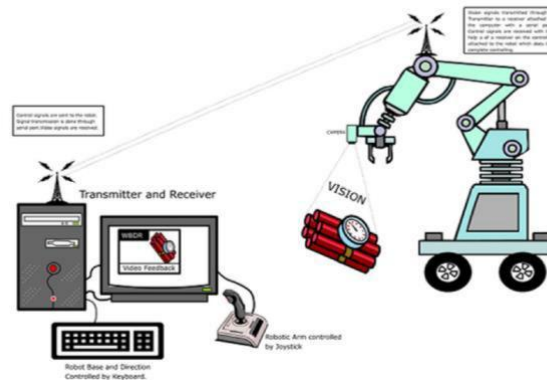 Video signals transmitted through
Transmitter to a receiver attached
the computer with a serial po
Control signals are received with
help a of a receiver on the control
attached to the robot which does
complete controlling.
Control signals are sent to the robot.
Signal transmission is done through
serial port.Video signals are received.
CAMERA
VISION
Transmitter and Receiver
WBDR
Video Feedback
Robotic Arm controlled
by Joystick
Robot Base and Direction
Controlled by Keyboard.